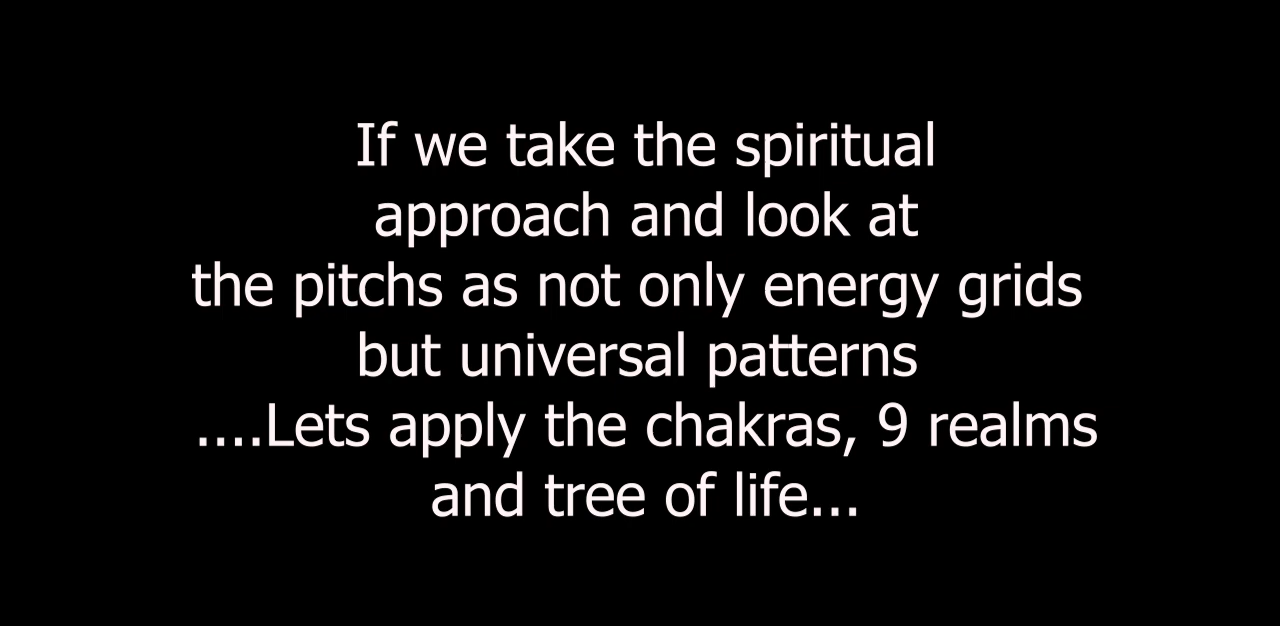 If we take the spiritual
approach and look at
the pitchs as not only energy grids
but universal patterns
....Lets apply the chakras, 9 realms
and tree of life...